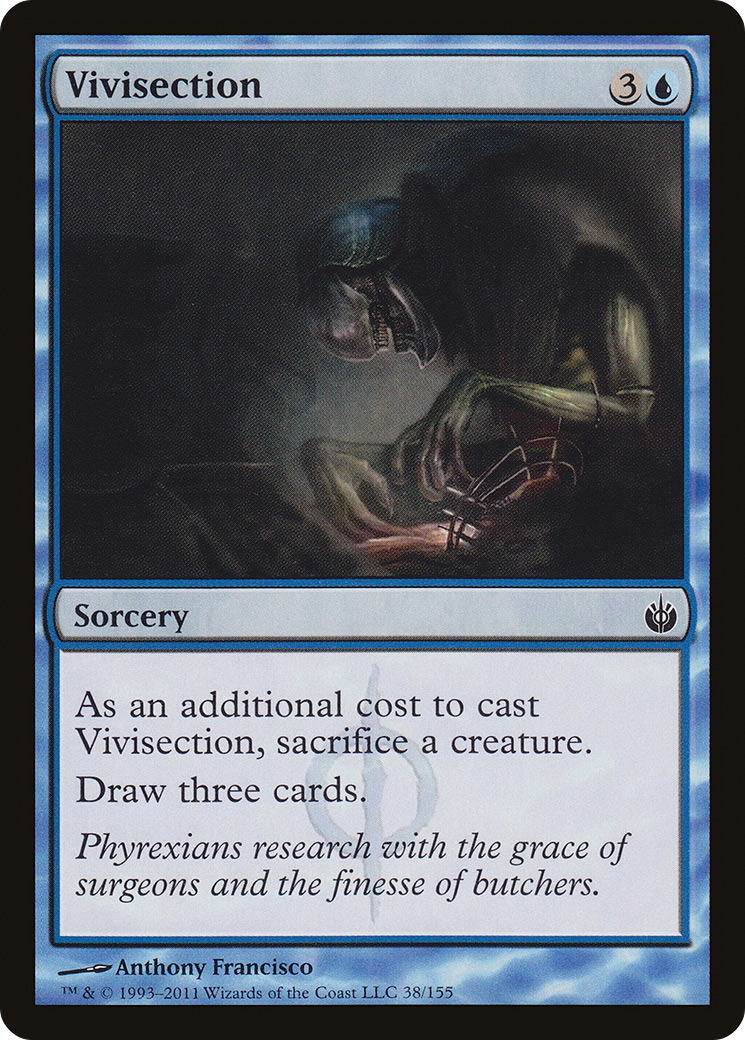 Vivisection 3
Sorcery
As an additional cost to cast
Vivisection, sacrifice a creature.
Draw three cards.
Phyrexians research with the grace of
surgeons and the finesse of butchers.
Anthony Francisco
™ & © 1993–2011 Wizards of the Coast LLC 38/155